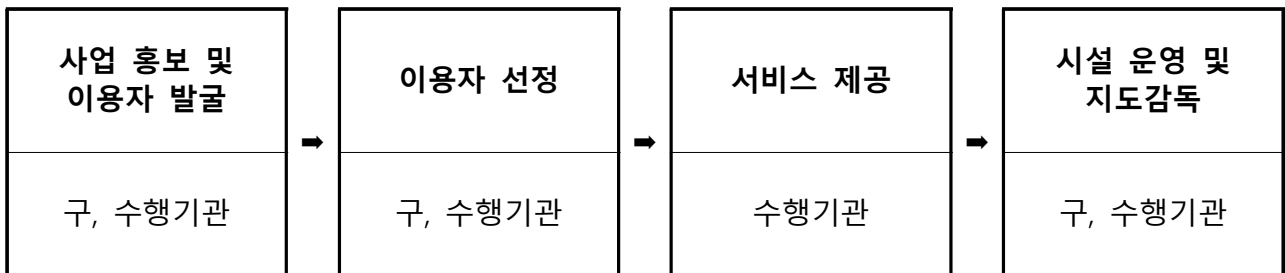 사업 홍보 및
이용자 발굴
구, 수행기관
➡
이용자 선정
구, 수행기관
➡
서비스 제공
수행기관
➡
시설 운영 및
지도감독
구, 수행기관